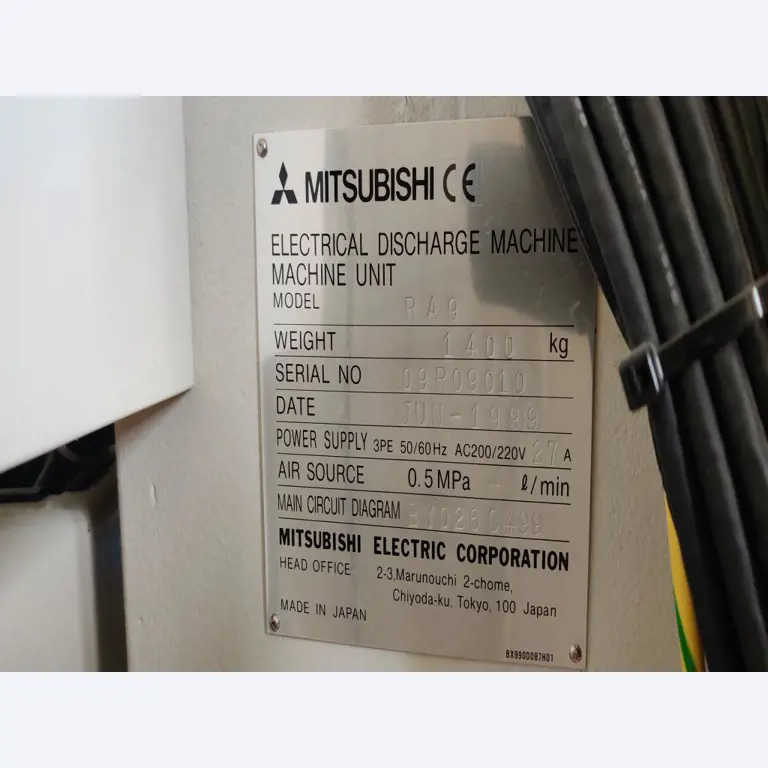 MITSUBISHI CE
ELECTRICAL DISCHARGE MACHINE
MACHINE UNIT
MODEL PA9
WEIGHT 1400 kg
SERIAL NO 09P09010
DATE JUN-1999
POWER SUPPLY 3PE 50/60Hz AC200/220V 27 A
AIR SOURCE 0.5MPa - ℓ/min
MAIN CIRCUIT DIAGRAM
MITSUBISHI ELECTRIC CORPORATION
HEAD OFFICE 2-3,Marunouchi 2-chome,
Chiyoda-ku, Tokyo, 100 Japan
MADE IN JAPAN
BX990D087H01